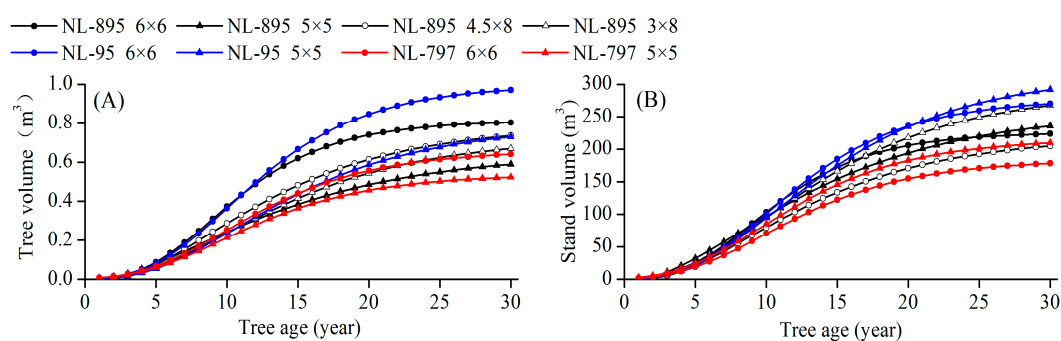 NL-895 6×6 NL-895 5×5 NL-895 4.5×8 NL-895 3×8
NL-95 6×6 NL-95 5×5 NL-797 6×6 NL-797 5×5
(A)
Tree volume ( m³ )
1.0
0.8
0.6
0.4
0.2
0.0
0 5 10 15 20 25 30
Tree age (year)
(B)
Stand volume (m³)
300
250
200
150
100
50
0
0 5 10 15 20 25 30
Tree age (year)